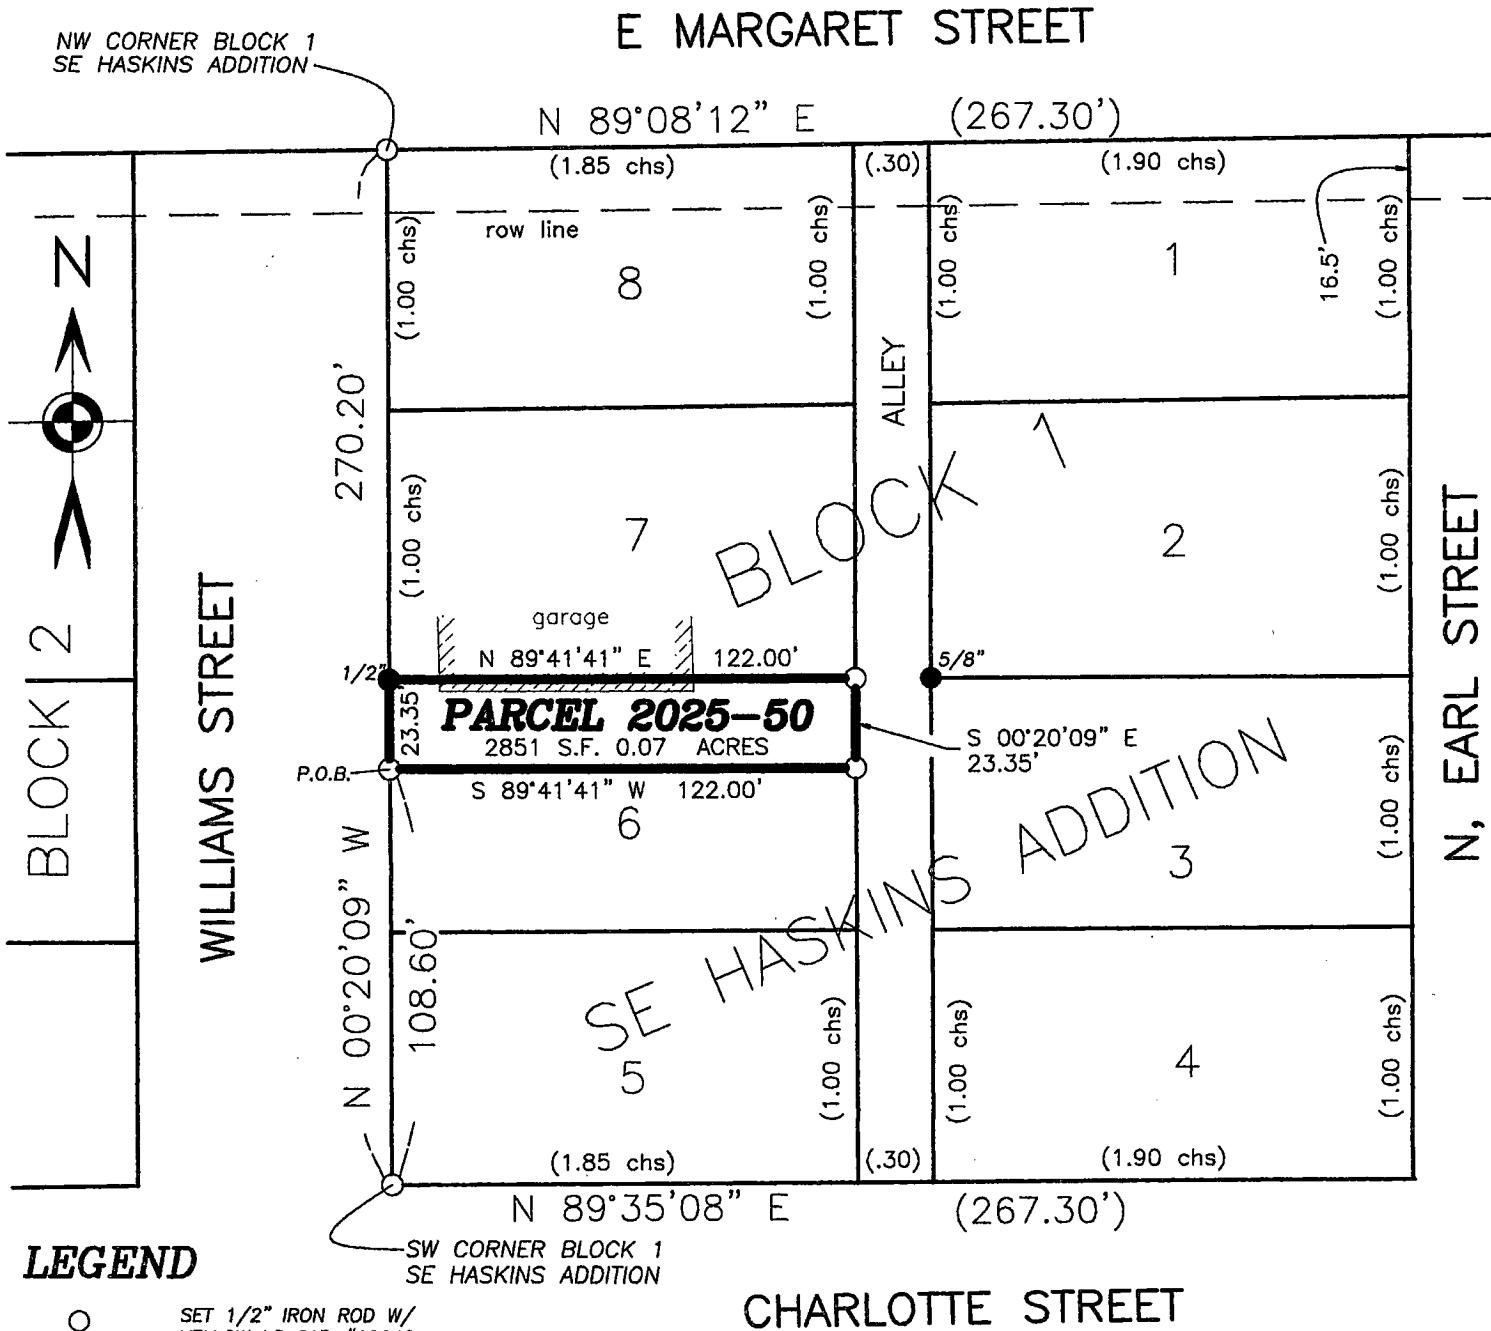 E MARGARET STREET
NW CORNER BLOCK 1
SE HASKINS ADDITION
N 89°08'12" E (267.30')
(1.85 chs) (.30) (1.90 chs)
row line
(1.00 chs)
(1.00 chs)
(1.00 chs)
(1.00 chs)
16.5'
N
8
1
270.20'
ALLEY
(1.00 chs)
(1.00 chs)
7
2
BLOCK 1
BLOCK 2
WILLIAMS STREET
N, EARL STREET
garage
N 89°41'41" E 122.00'
1/2"
5/8"
23.35'
PARCEL 2025-50
2851 S.F. 0.07 ACRES
S 00°20'09" E
23.35'
P.O.B.
S 89°41'41" W 122.00'
6
3
(1.00 chs)
SE HASKINS ADDITION
N 00°20'09" W
108.60'
5
4
(1.00 chs)
(1.00 chs)
(1.00 chs)
(1.85 chs) (.30) (1.90 chs)
N 89°35'08" E (267.30')
SW CORNER BLOCK 1
SE HASKINS ADDITION
LEGEND
CHARLOTTE STREET
SET 1/2" IRON ROD W/